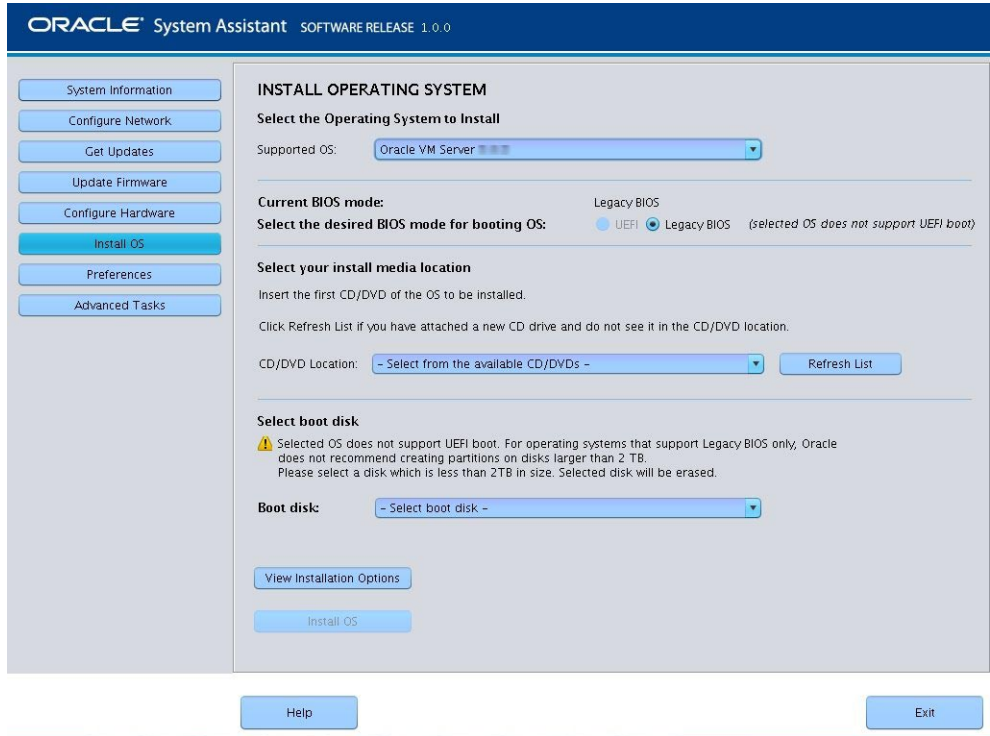 ORACLE® System Assistant SOFTWARE RELEASE 1.0.0
System Information
Configure Network
Get Updates
Update Firmware
Configure Hardware
Install OS
Preferences
Advanced Tasks
INSTALL OPERATING SYSTEM
Select the Operating System to Install
Supported OS: Oracle VM Server
Current BIOS mode: Legacy BIOS
Select the desired BIOS mode for booting OS: UEFI Legacy BIOS (selected OS does not support UEFI boot)
Select your install media location
Insert the first CD/DVD of the OS to be installed.
Click Refresh List if you have attached a new CD drive and do not see it in the CD/DVD location.
CD/DVD Location: – Select from the available CD/DVDs – Refresh List
Select boot disk
Selected OS does not support UEFI boot. For operating systems that support Legacy BIOS only, Oracle
does not recommend creating partitions on disks larger than 2 TB.
Please select a disk which is less than 2TB in size. Selected disk will be erased.
Boot disk: – Select boot disk –
View Installation Options
Install OS
Help Exit